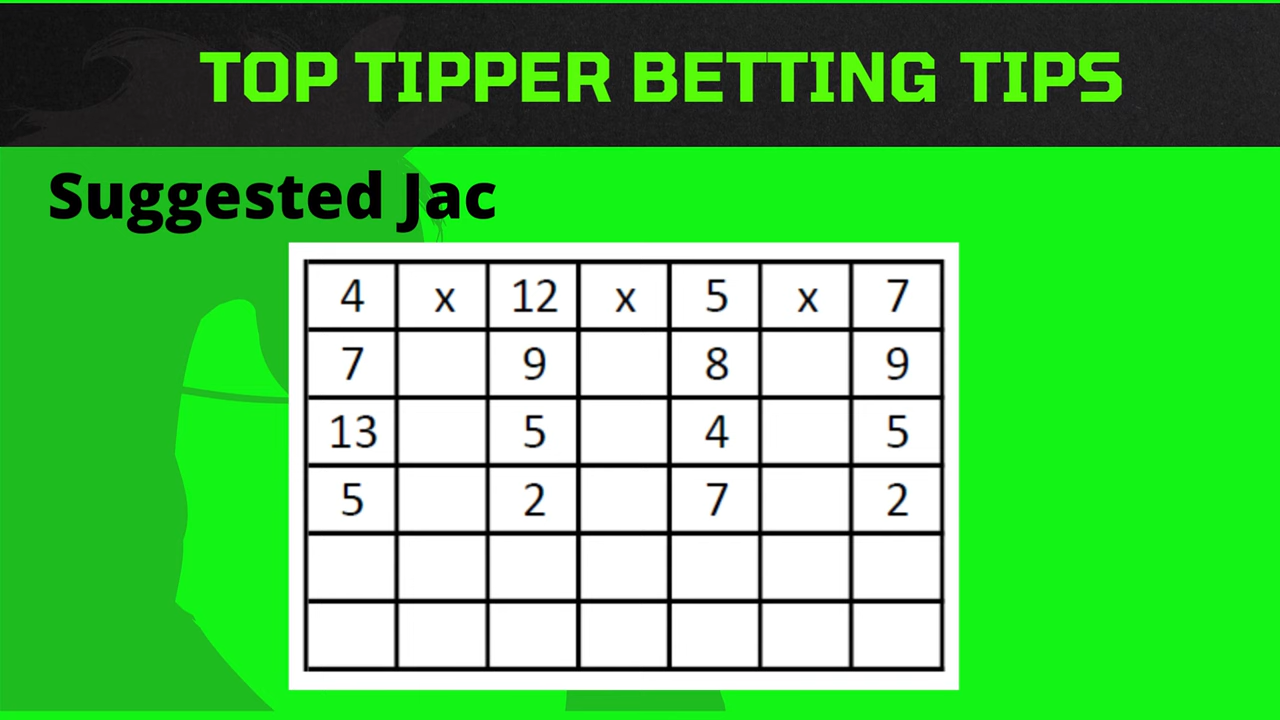 TOP TIPPER BETTING TIPS
Suggested Jac
4 x 12 x 5 x 7
7 9 8 9
13 5 4 5
5 2 7 2